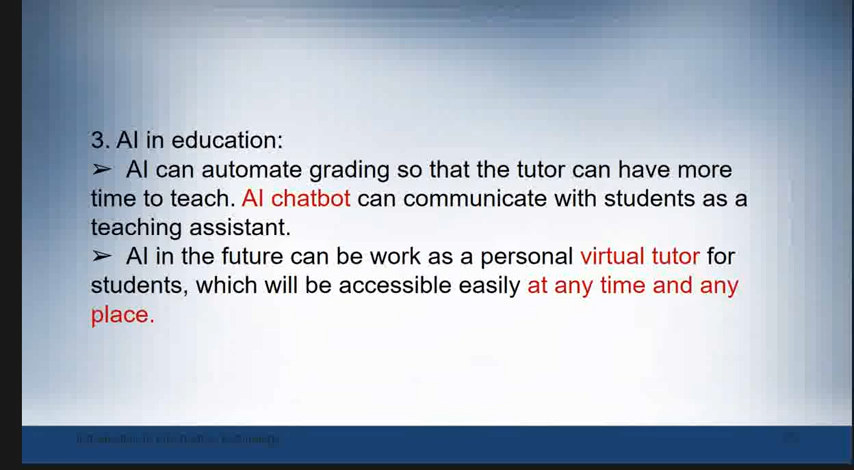 3. AI in education:
➢ AI can automate grading so that the tutor can have more
time to teach. AI chatbot can communicate with students as a
teaching assistant.
➢ AI in the future can be work as a personal virtual tutor for
students, which will be accessible easily at any time and any
place.